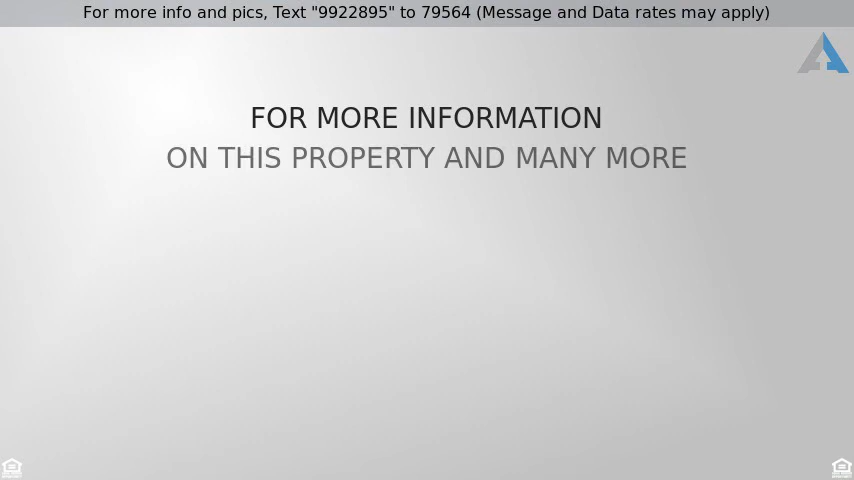 For more info and pics, Text "9922895" to 79564 (Message and Data rates may apply)
FOR MORE INFORMATION
ON THIS PROPERTY AND MANY MORE